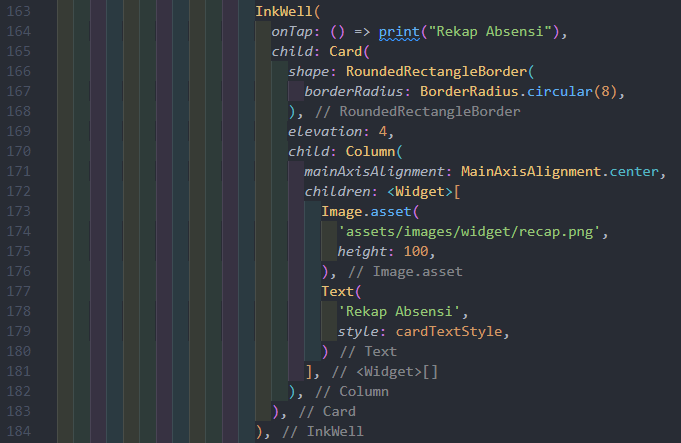 163 InkWell(
164 onTap: () => print("Rekap Absensi"),
165 child: Card(
166 shape: RoundedRectangleBorder(
167 borderRadius: BorderRadius.circular(8),
168 ), // RoundedRectangleBorder
169 elevation: 4,
170 child: Column(
171 mainAxisAlignment: MainAxisAlignment.center,
172 children: <Widget>[
173 Image.asset(
174 'assets/images/widget/recap.png',
175 height: 100,
176 ), // Image.asset
177 Text(
178 'Rekap Absensi',
179 style: cardTextStyle,
180 ) // Text
181 ], // <Widget>[]
182 ), // Column
183 ), // Card
184 ), // InkWell